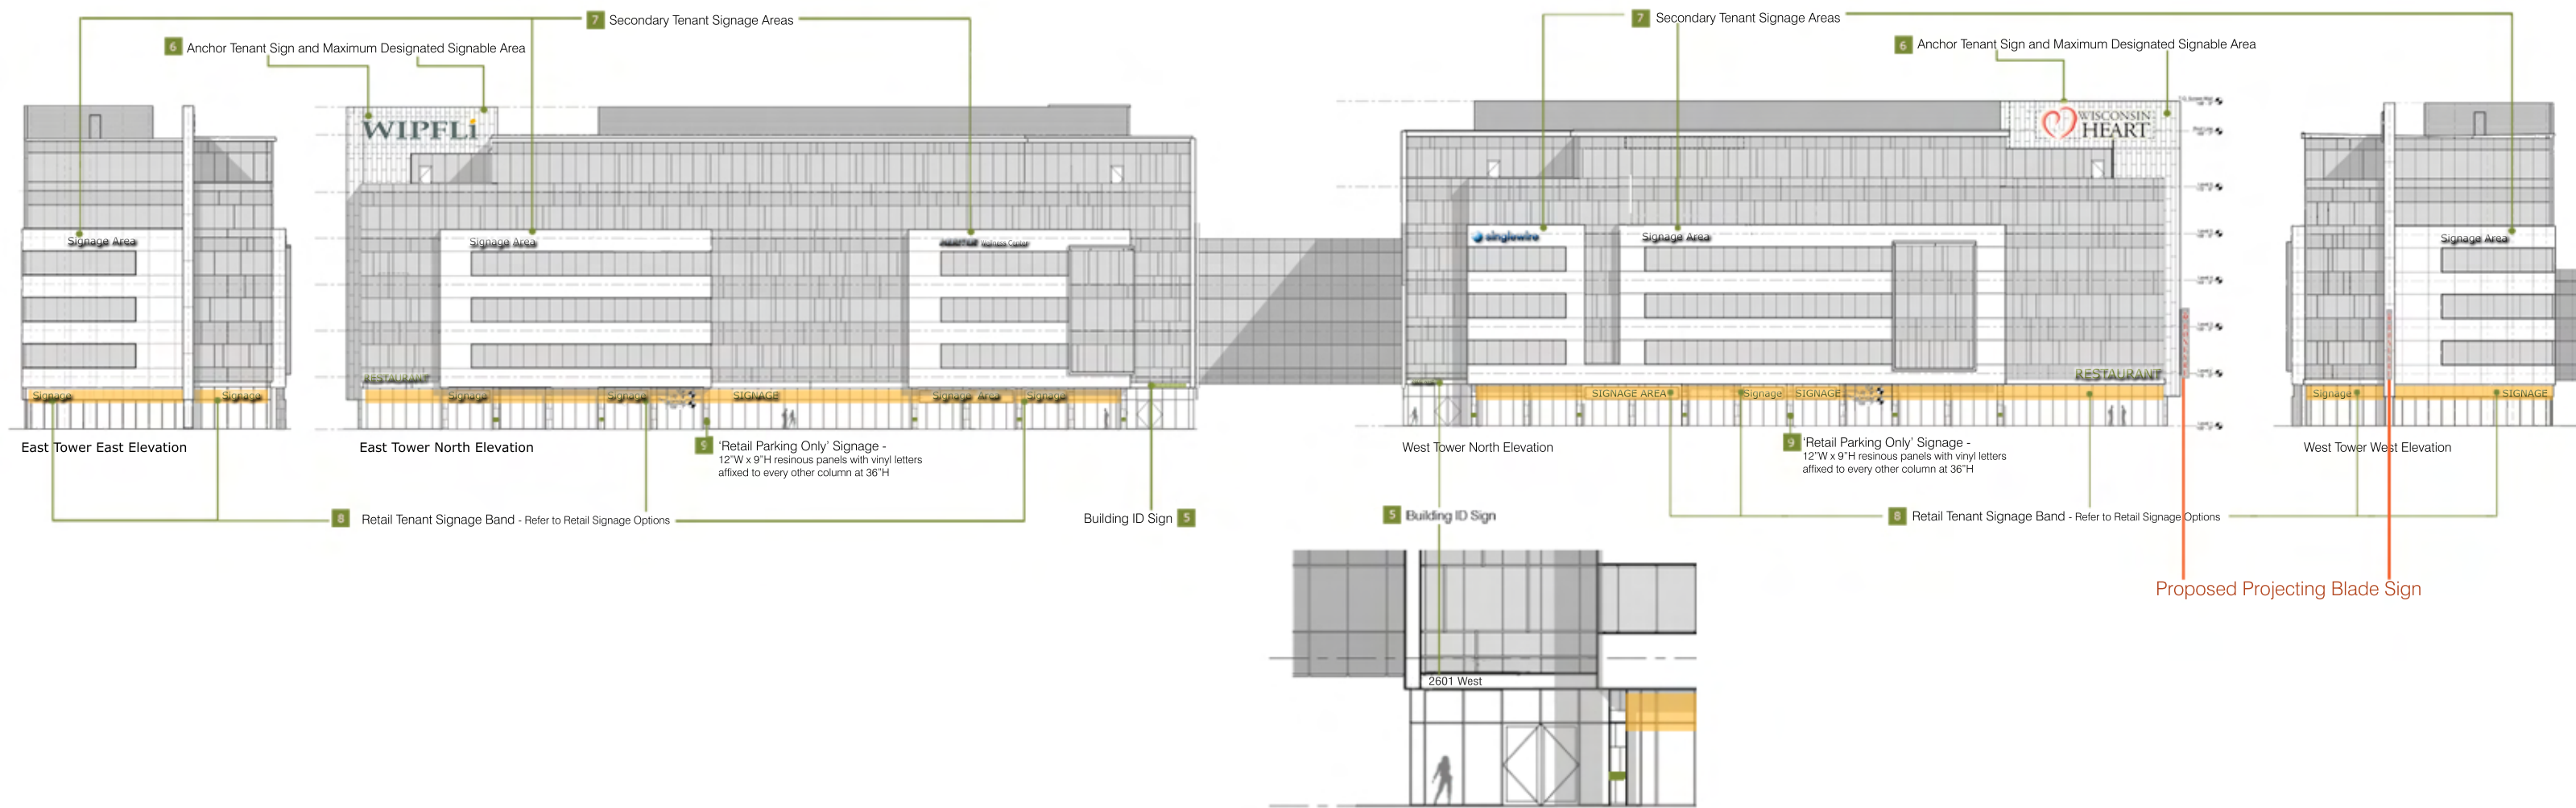 7 Secondary Tenant Signage Areas
6 Anchor Tenant Sign and Maximum Designated Signable Area
WIPFLi
Signage Area
Signage Area
Wellness Center
RESTAURANT
Signage
Signage
Signage
Signage
SIGNAGE
Signage Area
Signage
East Tower East Elevation
East Tower North Elevation
9 'Retail Parking Only' Signage -
12"W x 9"H resinous panels with vinyl letters
affixed to every other column at 36"H
8 Retail Tenant Signage Band - Refer to Retail Signage Options
Building ID Sign 5
7 Secondary Tenant Signage Areas
6 Anchor Tenant Sign and Maximum Designated Signable Area
WISCONSIN
HEART
singlewire
Signage Area
Signage Area
RESTAURANT
SIGNAGE AREA
Signage
SIGNAGE
Signage
SIGNAGE
West Tower North Elevation
West Tower West Elevation
9 'Retail Parking Only' Signage -
12"W x 9"H resinous panels with vinyl letters
affixed to every other column at 36"H
5 Building ID Sign
8 Retail Tenant Signage Band - Refer to Retail Signage Options
Proposed Projecting Blade Sign
2601 West